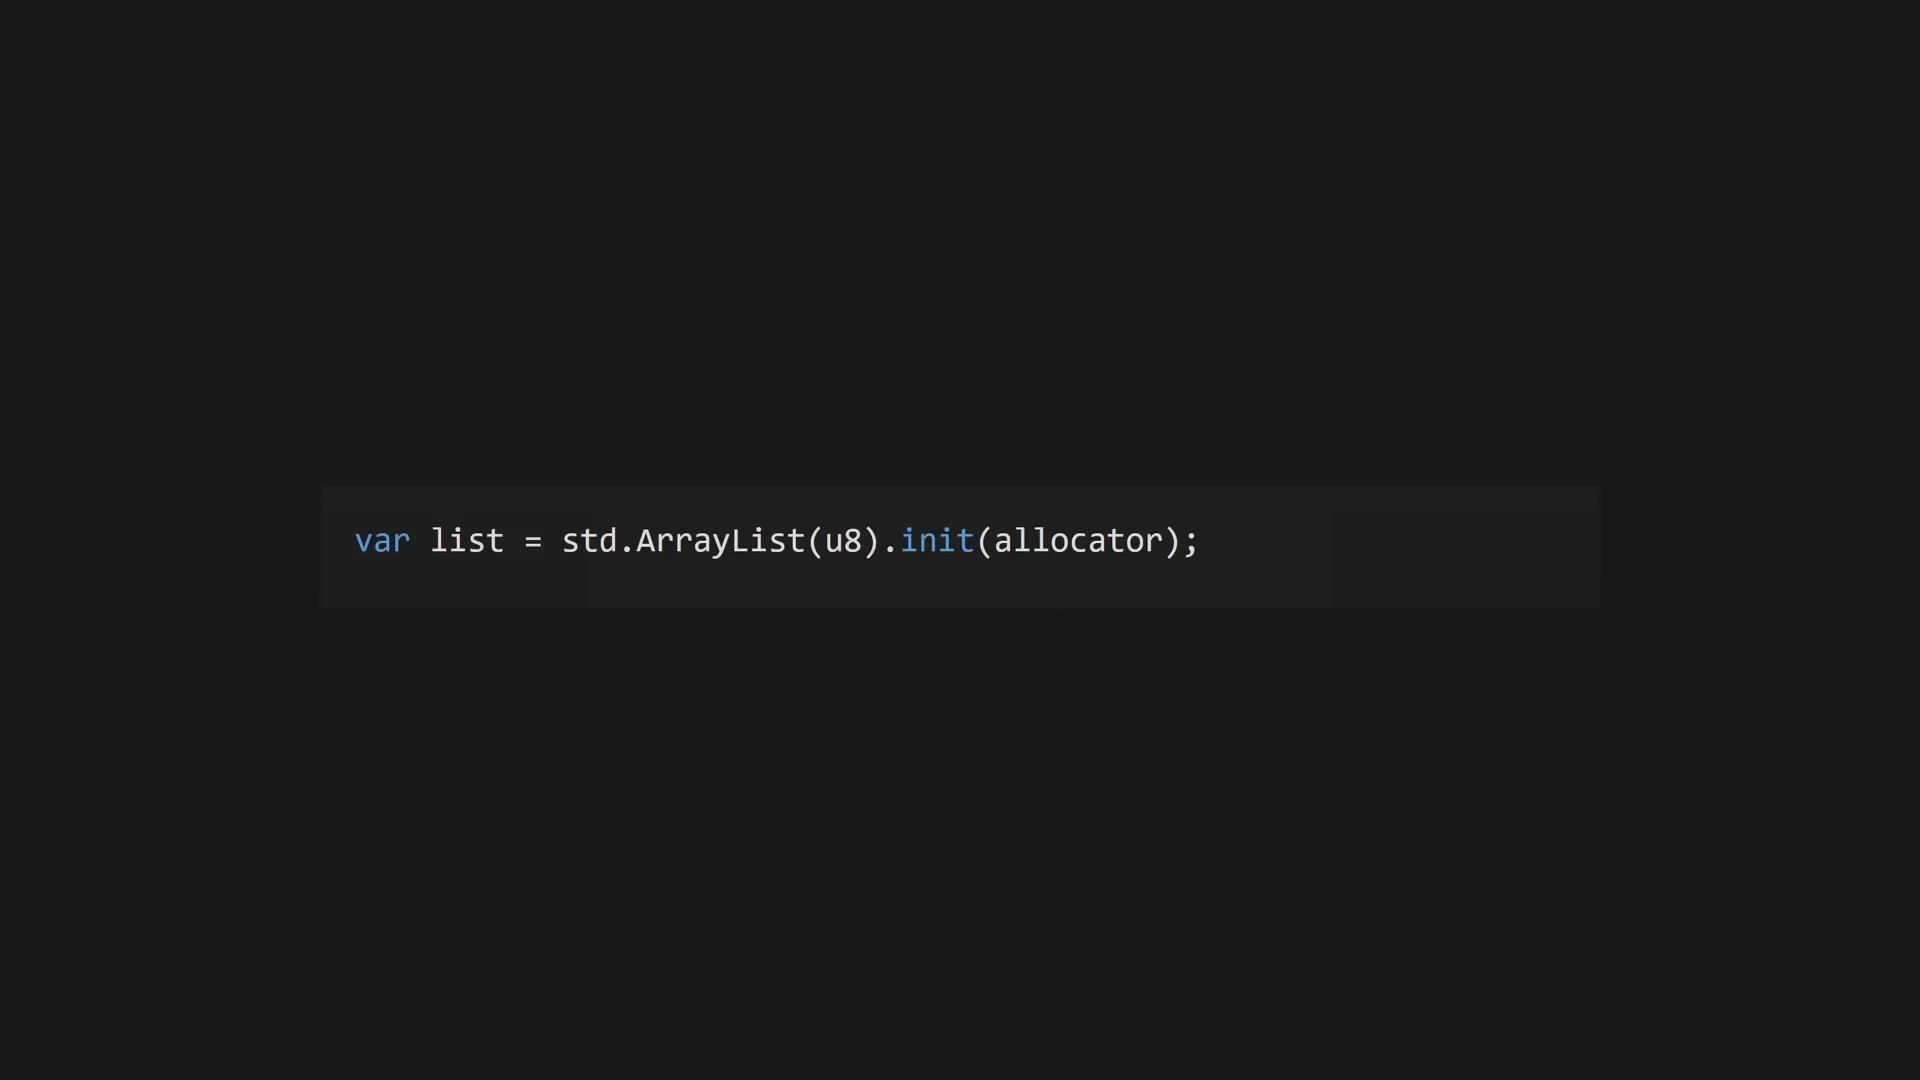 var list = std.ArrayList(u8).init(allocator);